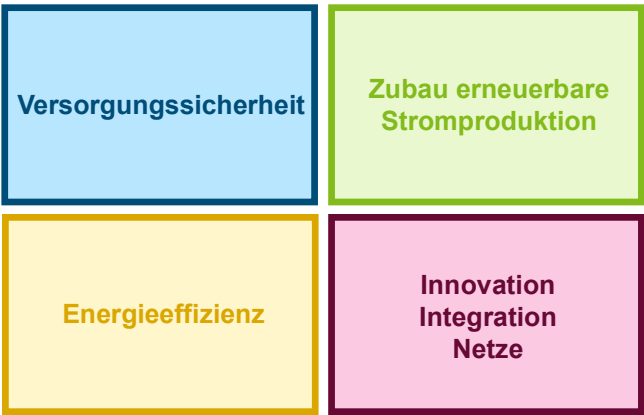 Versorgungssicherheit
Zubau erneuerbare
Stromproduktion
Energieeffizienz
Innovation
Integration
Netze